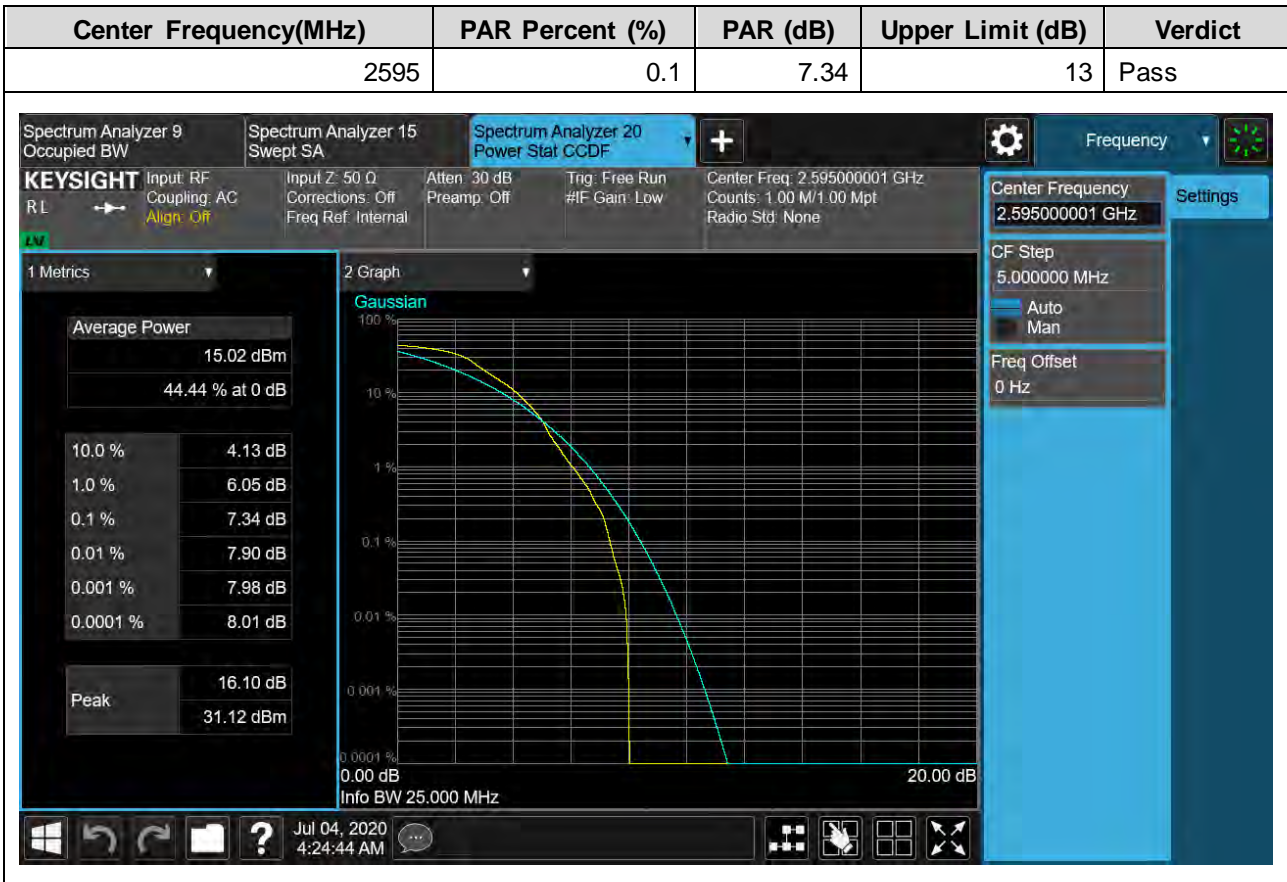 Center Frequency(MHz) PAR Percent (%) PAR (dB) Upper Limit (dB) Verdict
2595 0.1 7.34 13 Pass
Spectrum Analyzer 9 Spectrum Analyzer 15 Spectrum Analyzer 20 Frequency
Occupied BW Swept SA Power Stat CCDF
KEYSIGHT Input: RF Input Z: 50 Ω Atten: 30 dB Trig: Free Run Center Freq: 2.595000001 GHz
RL Coupling: AC Corrections: Off Preamp: Off #IF Gain: Low Counts: 1.00 M/1.00 Mpt
Align: Off Freq Ref: Internal Radio Std: None
Center Frequency Settings
2.595000001 GHz
CF Step
5.000000 MHz
Auto
Man
Freq Offset
0 Hz
1 Metrics
Average Power
15.02 dBm
44.44 % at 0 dB
10.0 % 4.13 dB
1.0 % 6.05 dB
0.1 % 7.34 dB
0.01 % 7.90 dB
0.001 % 7.98 dB
0.0001 % 8.01 dB
Peak 16.10 dB
31.12 dBm
2 Graph
Gaussian
100 %
10 %
1 %
0.1 %
0.01 %
0.001 %
0.0001 %
0.00 dB 20.00 dB
Info BW 25.000 MHz
? Jul 04, 2020
4:24:44 AM